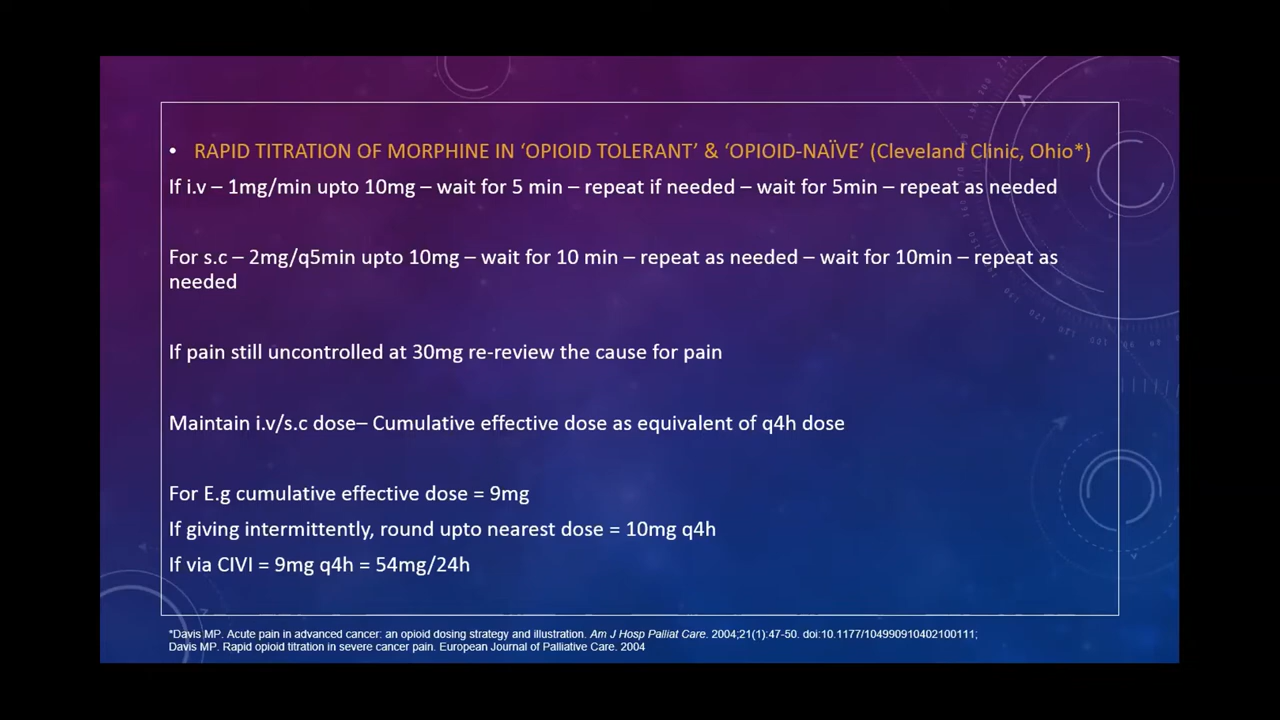 • RAPID TITRATION OF MORPHINE IN ‘OPIOID TOLERANT’ & ‘OPIOID-NAÏVE’ (Cleveland Clinic, Ohio*)
If i.v – 1mg/min upto 10mg – wait for 5 min – repeat if needed – wait for 5min – repeat as needed
For s.c – 2mg/q5min upto 10mg – wait for 10 min – repeat as needed – wait for 10min – repeat as
needed
If pain still uncontrolled at 30mg re-review the cause for pain
Maintain i.v/s.c dose– Cumulative effective dose as equivalent of q4h dose
For E.g cumulative effective dose = 9mg
If giving intermittently, round upto nearest dose = 10mg q4h
If via CIVI = 9mg q4h = 54mg/24h
*Davis MP. Acute pain in advanced cancer: an opioid dosing strategy and illustration. Am J Hosp Palliat Care. 2004;21(1):47-50. doi:10.1177/104990910402100111;
Davis MP. Rapid opioid titration in severe cancer pain. European Journal of Palliative Care. 2004